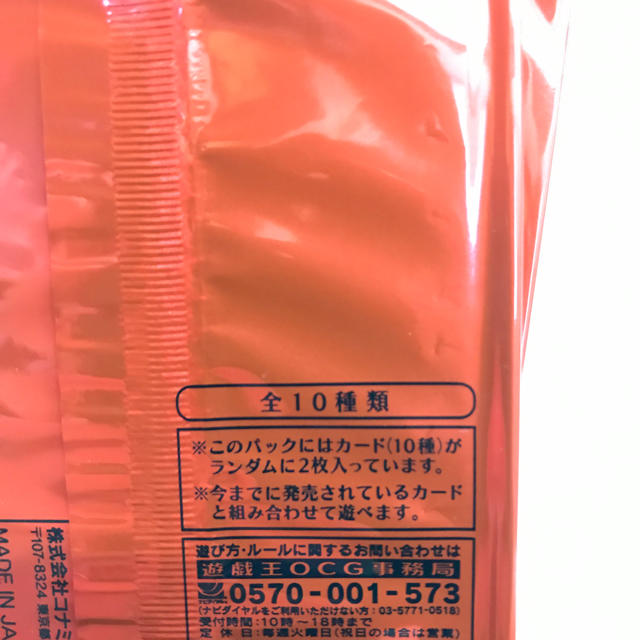 全10種類
※このパックにはカード(10種)が
ランダムに2枚入っています。
※今までに発売されているカード
と組み合わせて遊べます。
遊び方・ルールに関するお問い合わせは
遊戯王OCG事務局
0570-001-573
(ナビダイヤルをご利用いただけない方:03-5771-0518)
受付時間:10時~18時まで
定休日:毎週火曜日(祝日の場合は営業)
株式会社コナミ
〒107-8324 東京都
MADE IN JA